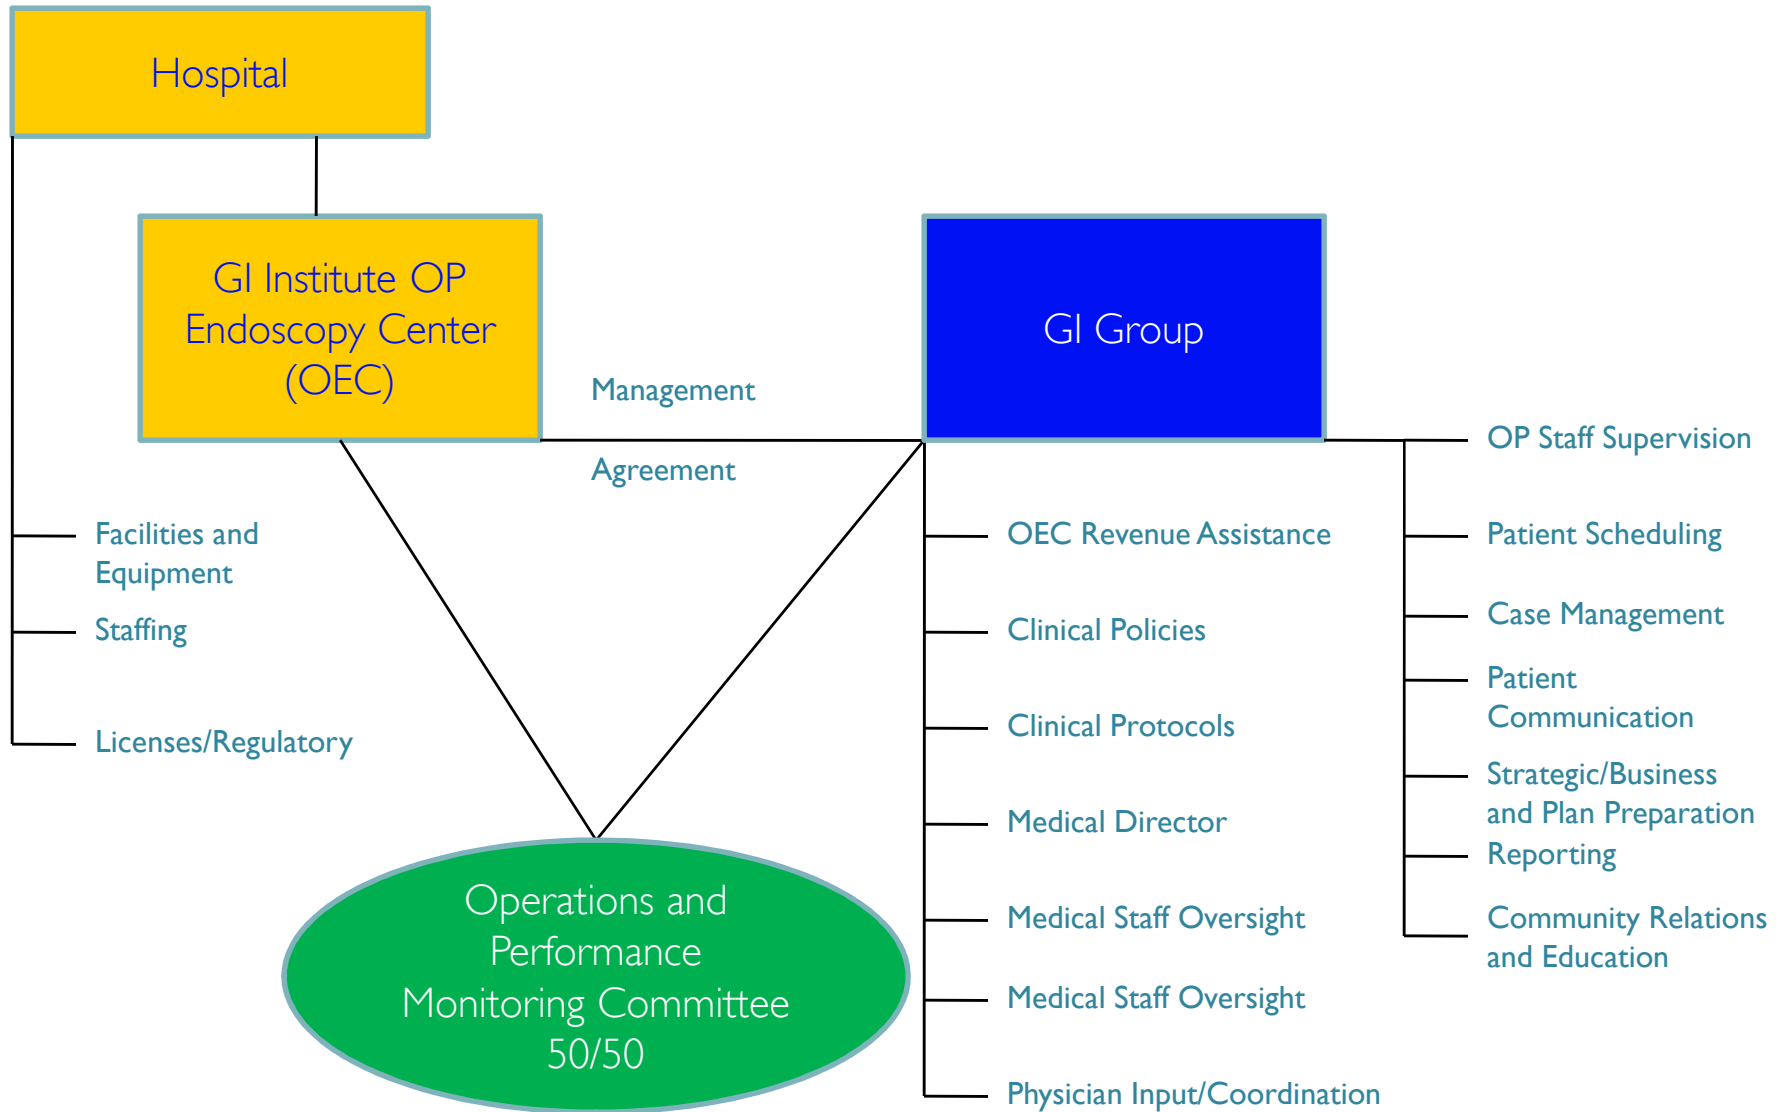 Hospital
GI Institute OP
Endoscopy Center
(OEC)
GI Group
Management
Agreement
Facilities and
Equipment
Staffing
Licenses/Regulatory
Operations and
Performance
Monitoring Committee
50/50
OEC Revenue Assistance
Clinical Policies
Clinical Protocols
Medical Director
Medical Staff Oversight
Medical Staff Oversight
Physician Input/Coordination
OP Staff Supervision
Patient Scheduling
Case Management
Patient
Communication
Strategic/Business
and Plan Preparation
Reporting
Community Relations
and Education